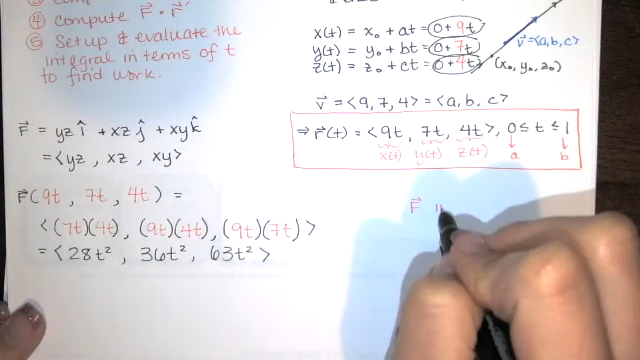 ④ compute F⃗ · r⃗'
⑤ Setup & evaluate the
integral in terms of t
to find work.
F⃗ = yz î + xz ĵ + xy k̂
= <yz , xz , xy>
F⃗(9t, 7t, 4t) =
<(7t)(4t), (9t)(4t), (9t)(7t)>
= <28t², 36t², 63t²>
x(t) = x₀ + at = 0 + 9t
y(t) = y₀ + bt = 0 + 7t
z(t) = z₀ + ct = 0 + 4t
v⃗ = <a, b, c>
(x₀, y₀, z₀)
v⃗ = <9, 7, 4> = <a, b, c>
⇒ r⃗(t) = <9t, 7t, 4t>, 0 ≤ t ≤ 1
x(t) y(t) z(t) a b
F⃗